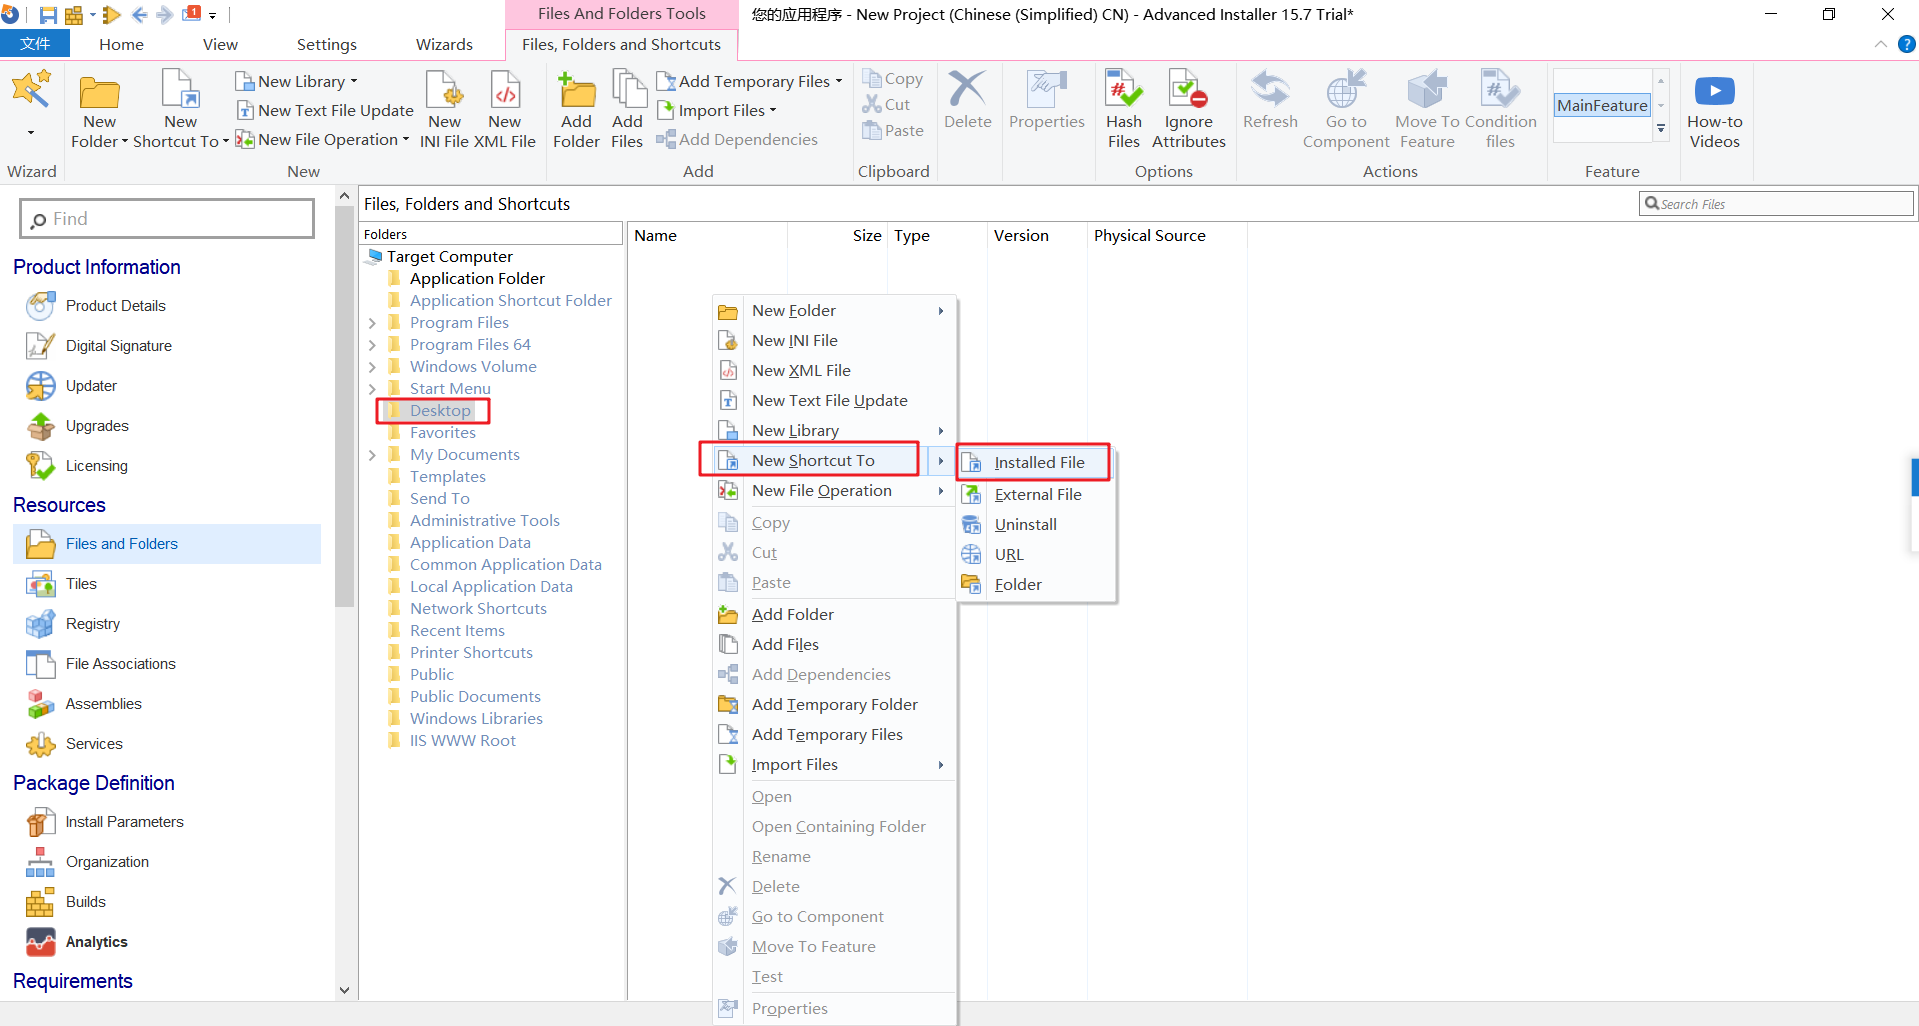 1
Files And Folders Tools
您的应用程序 - New Project (Chinese (Simplified) CN) - Advanced Installer 15.7 Trial*
文件
Home
View
Settings
Wizards
Files, Folders and Shortcuts
?
Wizard
New Folder
New Shortcut To
New Library
New Text File Update
New File Operation
New INI File
New XML File
New
Add Folder
Add Files
Add Temporary Files
Import Files
Add Dependencies
Add
Copy
Cut
Paste
Clipboard
Delete
Properties
Hash Files
Ignore Attributes
Options
Refresh
Go to Component
Move To Feature
Condition files
Actions
MainFeature
Feature
How-to Videos
Find
Product Information
Product Details
Digital Signature
Updater
Upgrades
Licensing
Resources
Files and Folders
Tiles
Registry
File Associations
Assemblies
Services
Package Definition
Install Parameters
Organization
Builds
Analytics
Requirements
Files, Folders and Shortcuts
Search Files
Folders
Target Computer
Application Folder
Application Shortcut Folder
Program Files
Program Files 64
Windows Volume
Start Menu
Desktop
Favorites
My Documents
Templates
Send To
Administrative Tools
Application Data
Common Application Data
Local Application Data
Network Shortcuts
Recent Items
Printer Shortcuts
Public
Public Documents
Windows Libraries
IIS WWW Root
Name
Size
Type
Version
Physical Source
New Folder
New INI File
New XML File
New Text File Update
New Library
New Shortcut To
New File Operation
Copy
Cut
Paste
Add Folder
Add Files
Add Dependencies
Add Temporary Folder
Add Temporary Files
Import Files
Open
Open Containing Folder
Rename
Delete
Go to Component
Move To Feature
Test
Properties
Installed File
External File
Uninstall
URL
Folder